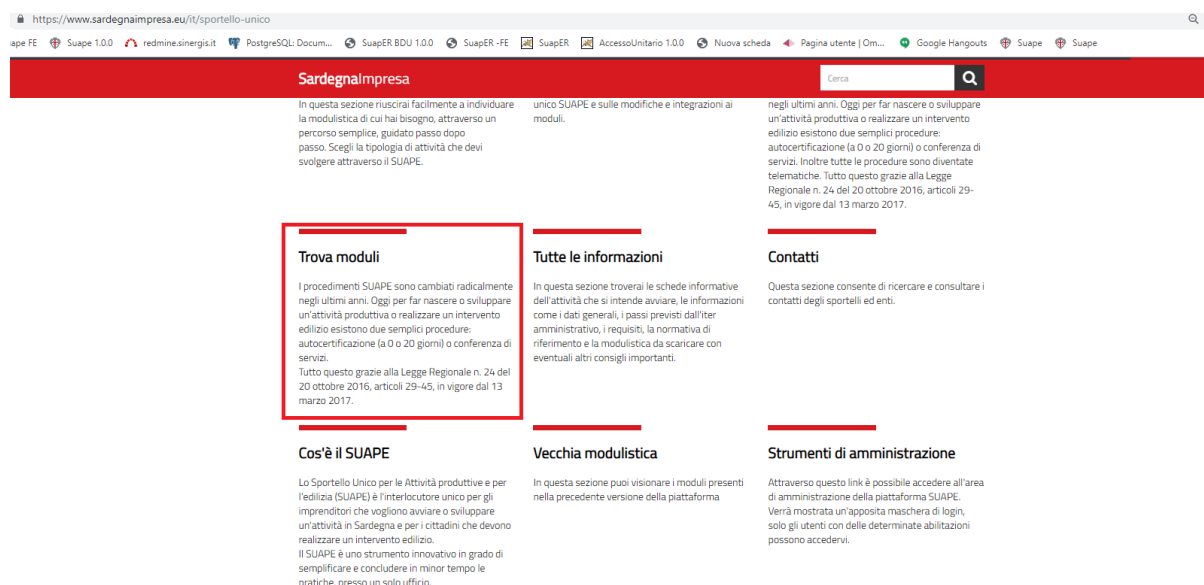 https://www.sardegnaimpresa.eu/it/sportello-unico
ape FE Suape 1.0.0 redmine.sinergis.it PostgreSQL: Docum... SuapER BDU 1.0.0 SuapER -FE SuapER AccessoUnitario 1.0.0 Nuova scheda Pagina utente | Om... Google Hangouts Suape Suape
SardegnaImpresa
Cerca
In questa sezione riuscirai facilmente a individuare
la modulistica di cui hai bisogno, attraverso un
percorso semplice, guidato passo dopo
passo. Scegli la tipologia di attività che devi
svolgere attraverso il SUAPE.
unico SUAPE e sulle modifiche e integrazioni ai
moduli.
negli ultimi anni. Oggi per far nascere o sviluppare
un'attività produttiva o realizzare un intervento
edilizio esistono due semplici procedure:
autocertificazione (a 0 o 20 giorni) o conferenza di
servizi. Inoltre tutte le procedure sono diventate
telematiche. Tutto questo grazie alla Legge
Regionale n. 24 del 20 ottobre 2016, articoli 29-
45, in vigore dal 13 marzo 2017.
Trova moduli
I procedimenti SUAPE sono cambiati radicalmente
negli ultimi anni. Oggi per far nascere o sviluppare
un'attività produttiva o realizzare un intervento
edilizio esistono due semplici procedure:
autocertificazione (a 0 o 20 giorni) o conferenza di
servizi.
Tutto questo grazie alla Legge Regionale n. 24 del
20 ottobre 2016, articoli 29-45, in vigore dal 13
marzo 2017.
Tutte le informazioni
In questa sezione troverai le schede informative
dell'attività che si intende avviare, le informazioni
come i dati generali, i passi previsti dall'iter
amministrativo, i requisiti, la normativa di
riferimento e la modulistica da scaricare con
eventuali altri consigli importanti.
Contatti
Questa sezione consente di ricercare e consultare i
contatti degli sportelli ed enti.
Cos'è il SUAPE
Lo Sportello Unico per le Attività produttive e per
l'edilizia (SUAPE) è l'interlocutore unico per gli
imprenditori che vogliono avviare o sviluppare
un'attività in Sardegna e per i cittadini che devono
realizzare un intervento edilizio.
Il SUAPE è uno strumento innovativo in grado di
semplificare e concludere in minor tempo le
pratiche, presso un solo ufficio.
Vecchia modulistica
In questa sezione puoi visionare i moduli presenti
nella precedente versione della piattaforma
Strumenti di amministrazione
Attraverso questo link è possibile accedere all'area
di amministrazione della piattaforma SUAPE.
Verrà mostrata un'apposita maschera di login,
solo gli utenti con delle determinate abilitazioni
possono accedervi.